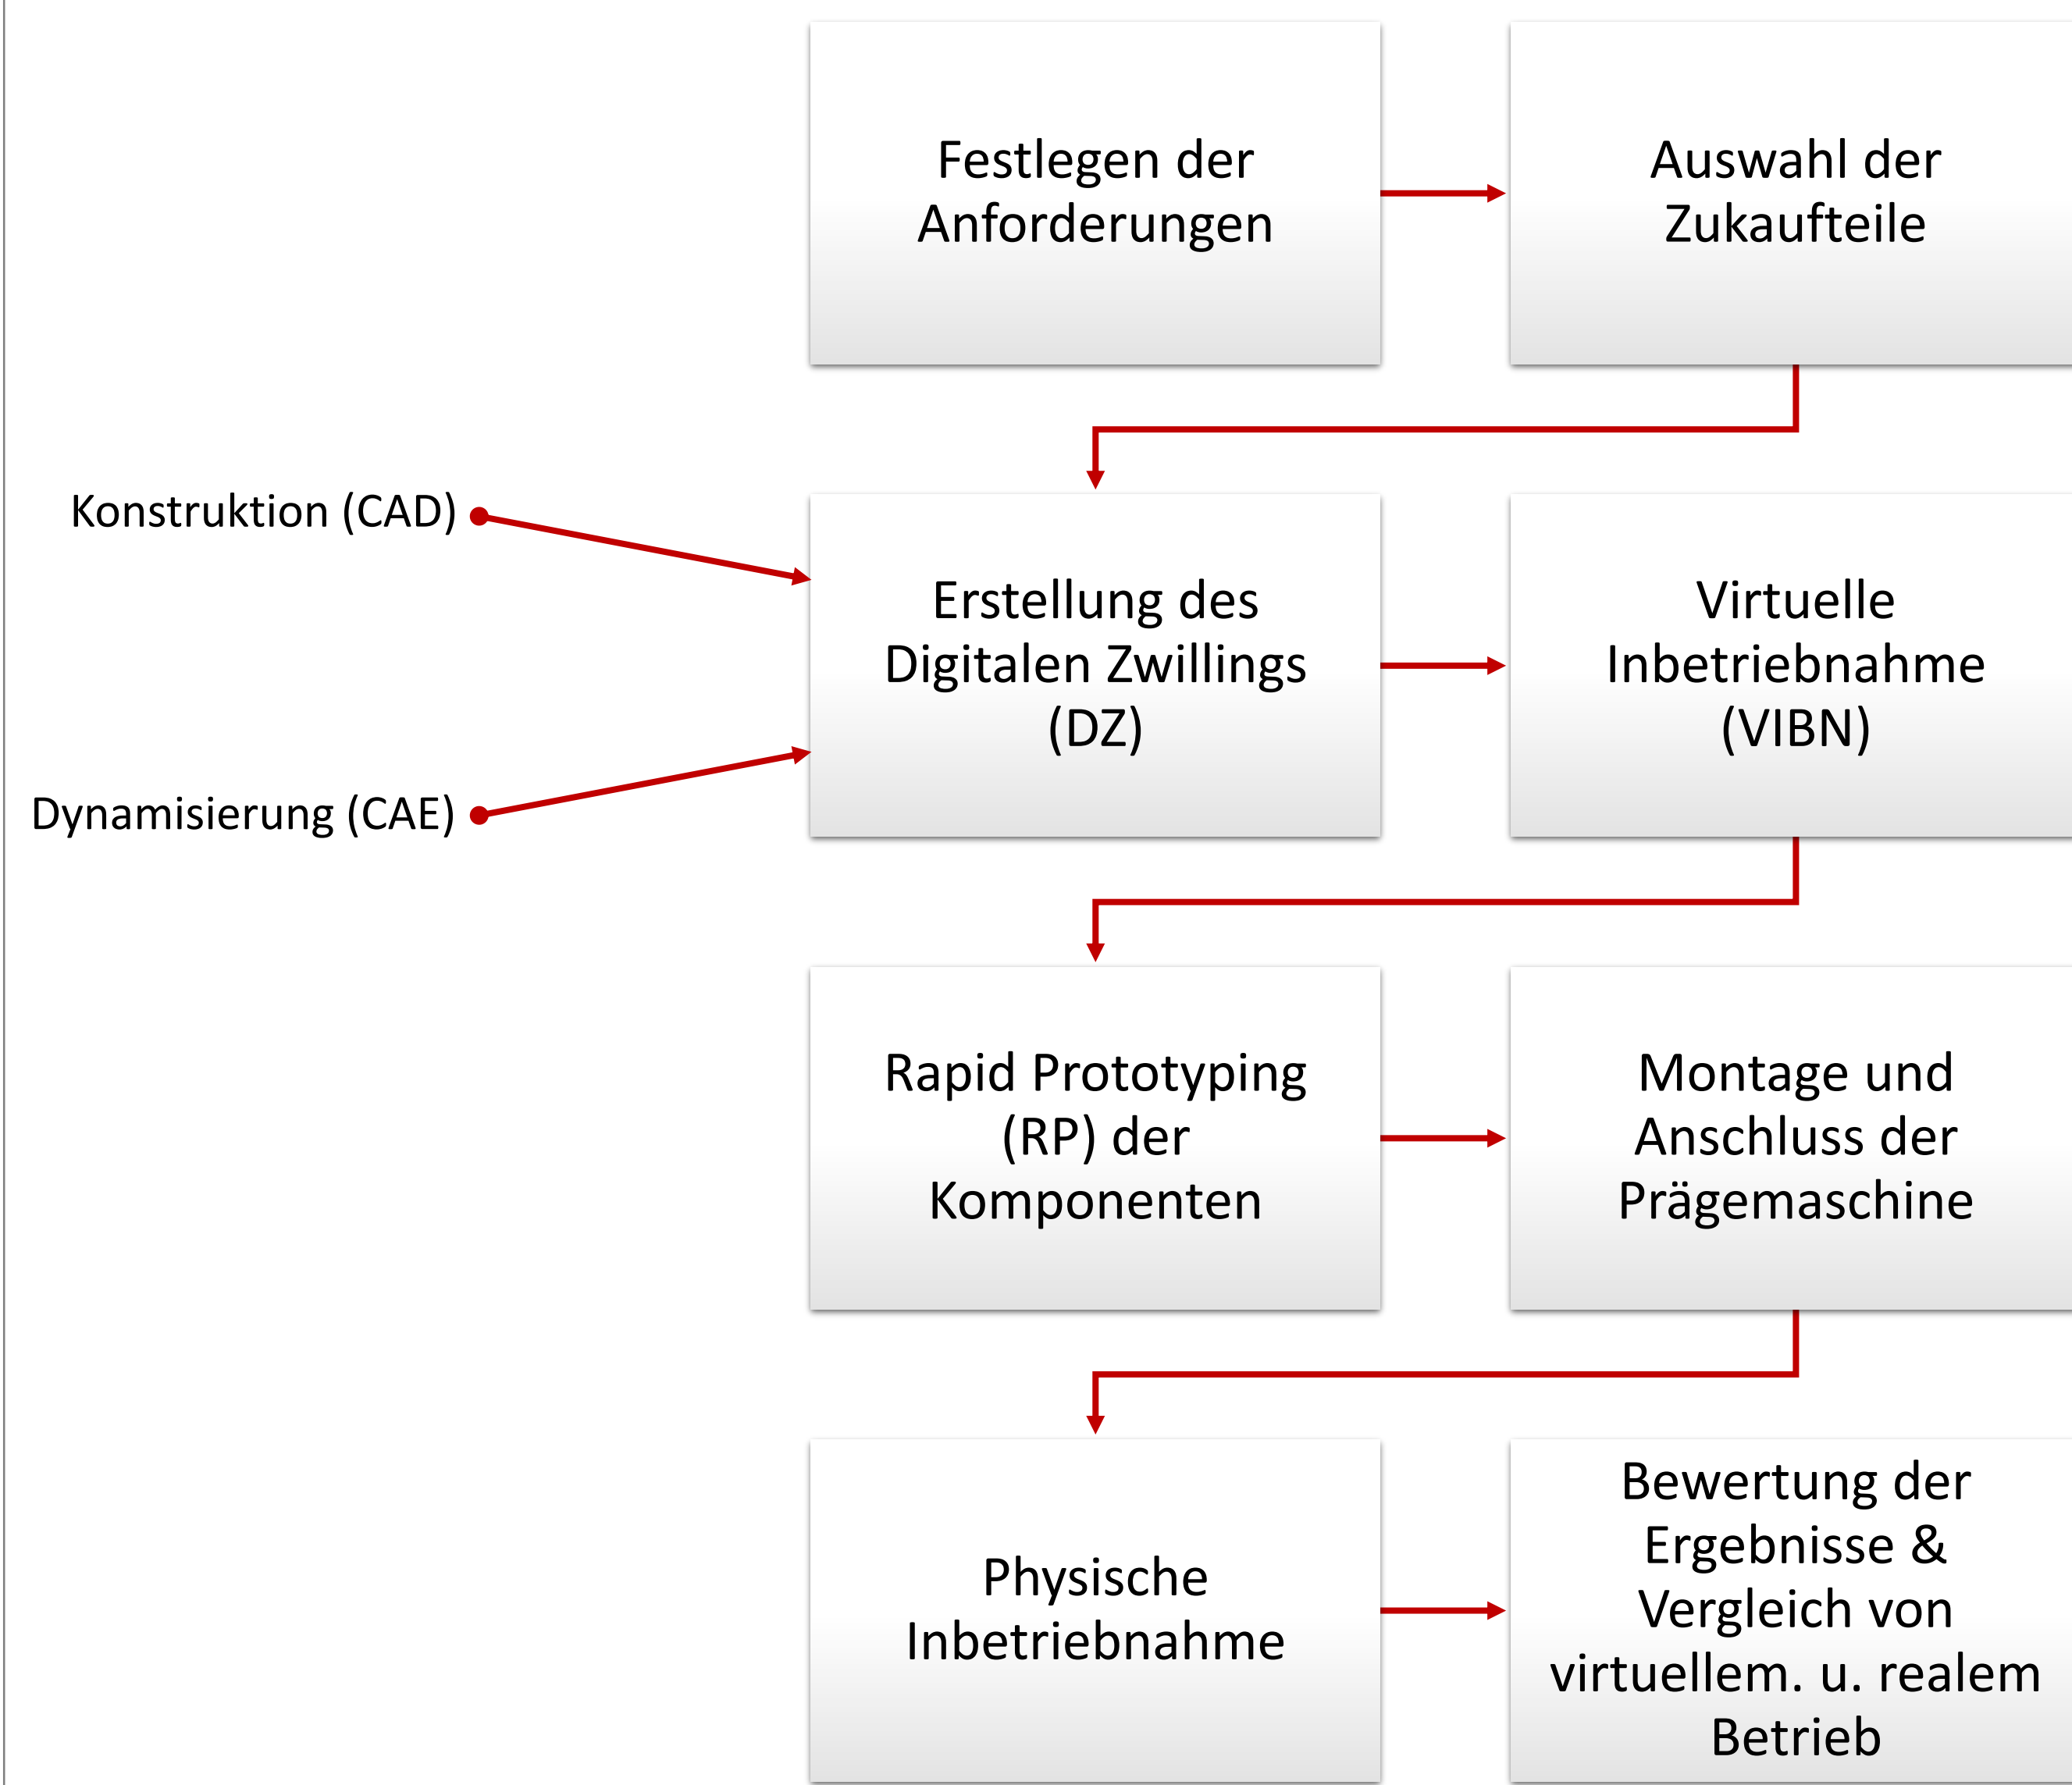 Festlegen der
Anforderungen
Auswahl der
Zukaufteile
Konstruktion (CAD)
Dynamisierung (CAE)
Erstellung des
Digitalen Zwillings
(DZ)
Virtuelle
Inbetriebnahme
(VIBN)
Rapid Prototyping
(RP) der
Komponenten
Montage und
Anschluss der
Prägemaschine
Physische
Inbetriebnahme
Bewertung der
Ergebnisse &
Vergleich von
virtuellem. u. realem
Betrieb